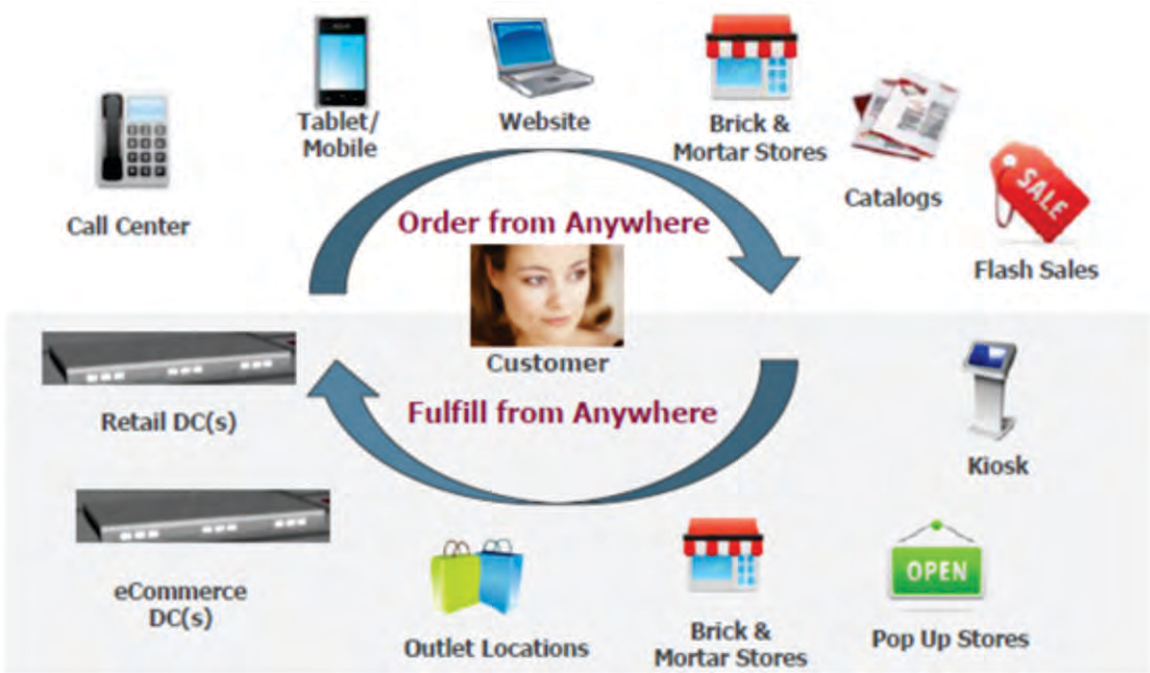 Tablet/
Mobile
Website
Brick &
Mortar Stores
Call Center
Catalogs
SALE
Flash Sales
Order from Anywhere
Customer
Fulfill from Anywhere
Retail DC(s)
Kiosk
eCommerce
DC(s)
Outlet Locations
Brick &
Mortar Stores
OPEN
Pop Up Stores